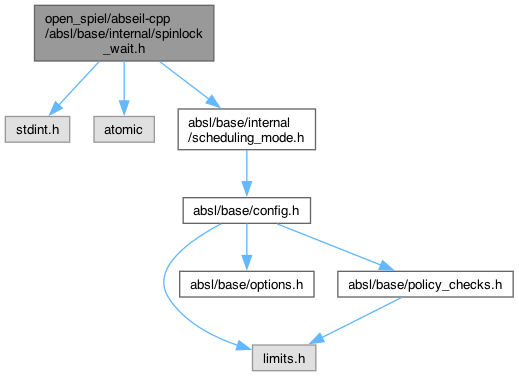 open_spiel/abseil-cpp
/absl/base/internal/spinlock
_wait.h
stdint.h
atomic
absl/base/internal
/scheduling_mode.h
absl/base/config.h
absl/base/options.h
absl/base/policy_checks.h
limits.h